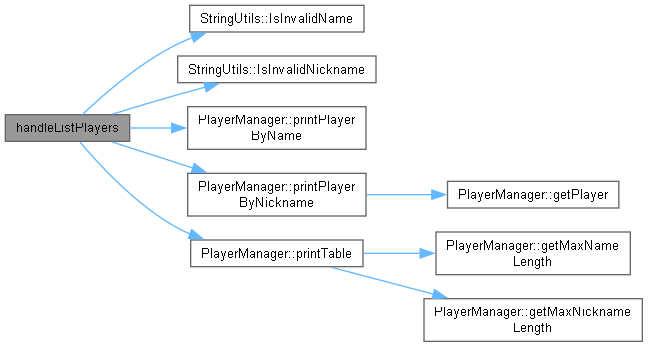 StringUtils::IsInvalidName
StringUtils::IsInvalidNickname
handleListPlayers
PlayerManager::printPlayer
ByName
PlayerManager::printPlayer
ByNickname
PlayerManager::getPlayer
PlayerManager::printTable
PlayerManager::getMaxName
Length
PlayerManager::getMaxNickname
Length